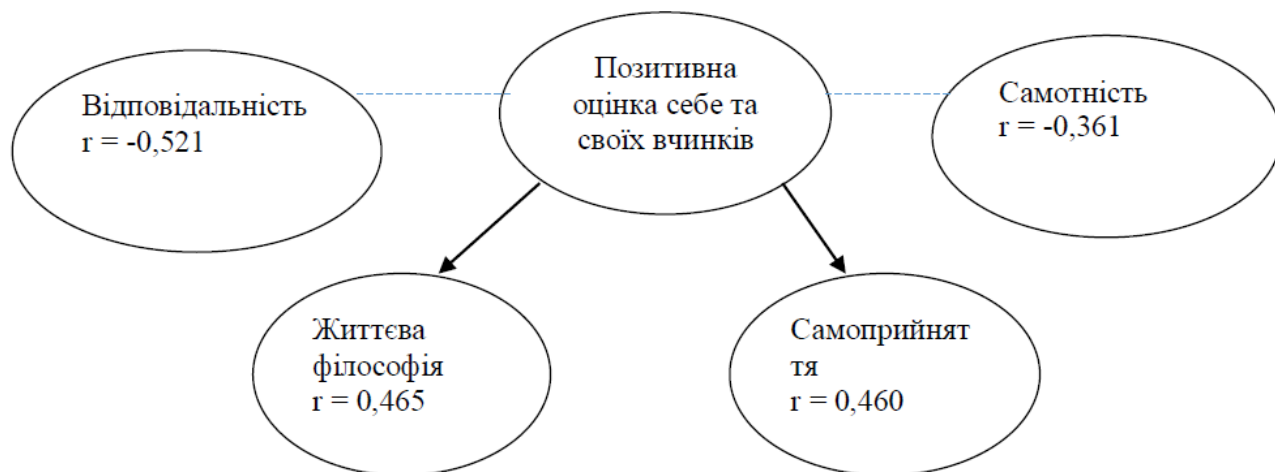 Позитивна
оцінка себе та
своїх вчинків
Відповідальність
r = -0,521
Самотність
r = -0,361
Життєва
філософія
r = 0,465
Самоприйнят
тя
r = 0,460